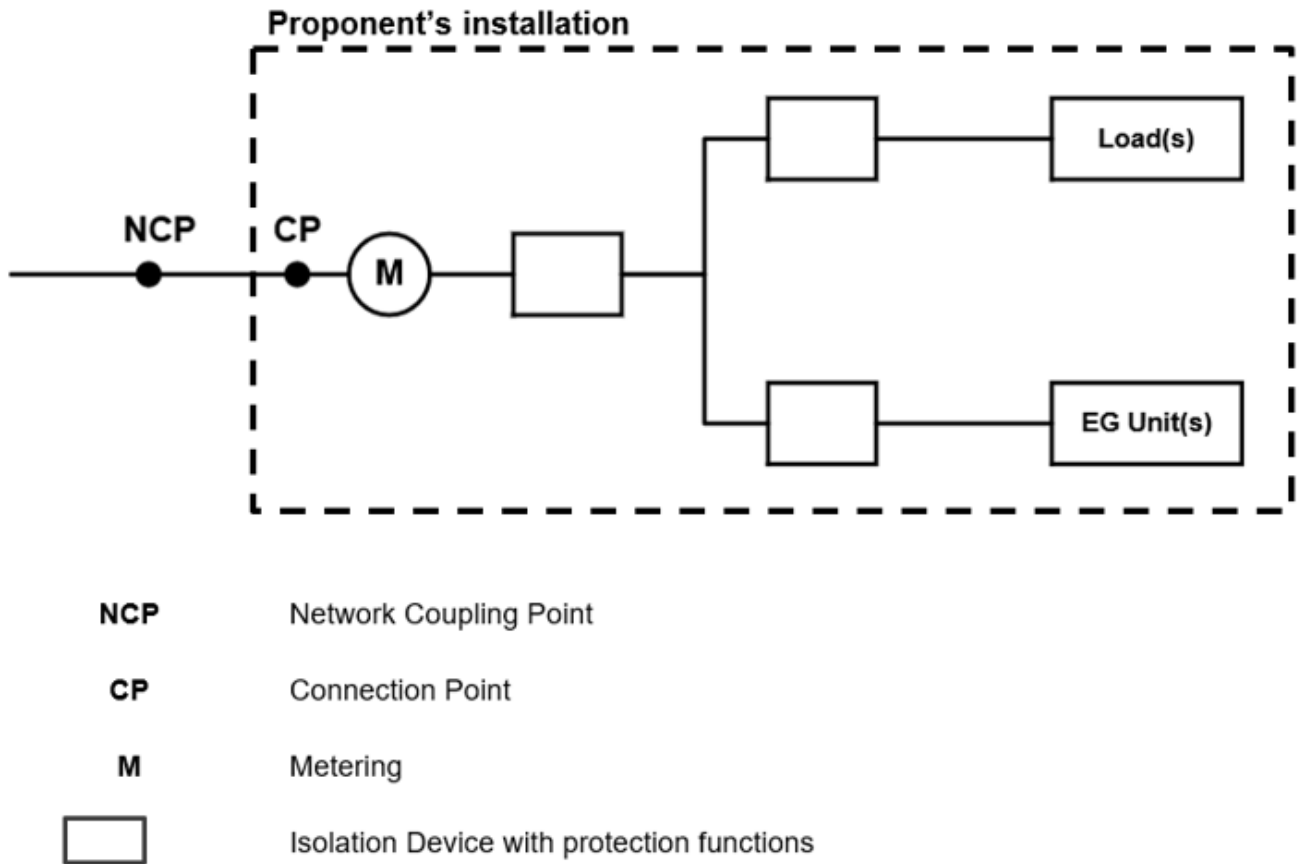 Proponent's installation
Load(s)
NCP
CP
M
EG Unit(s)
NCP Network Coupling Point
CP Connection Point
M Metering
Isolation Device with protection functions